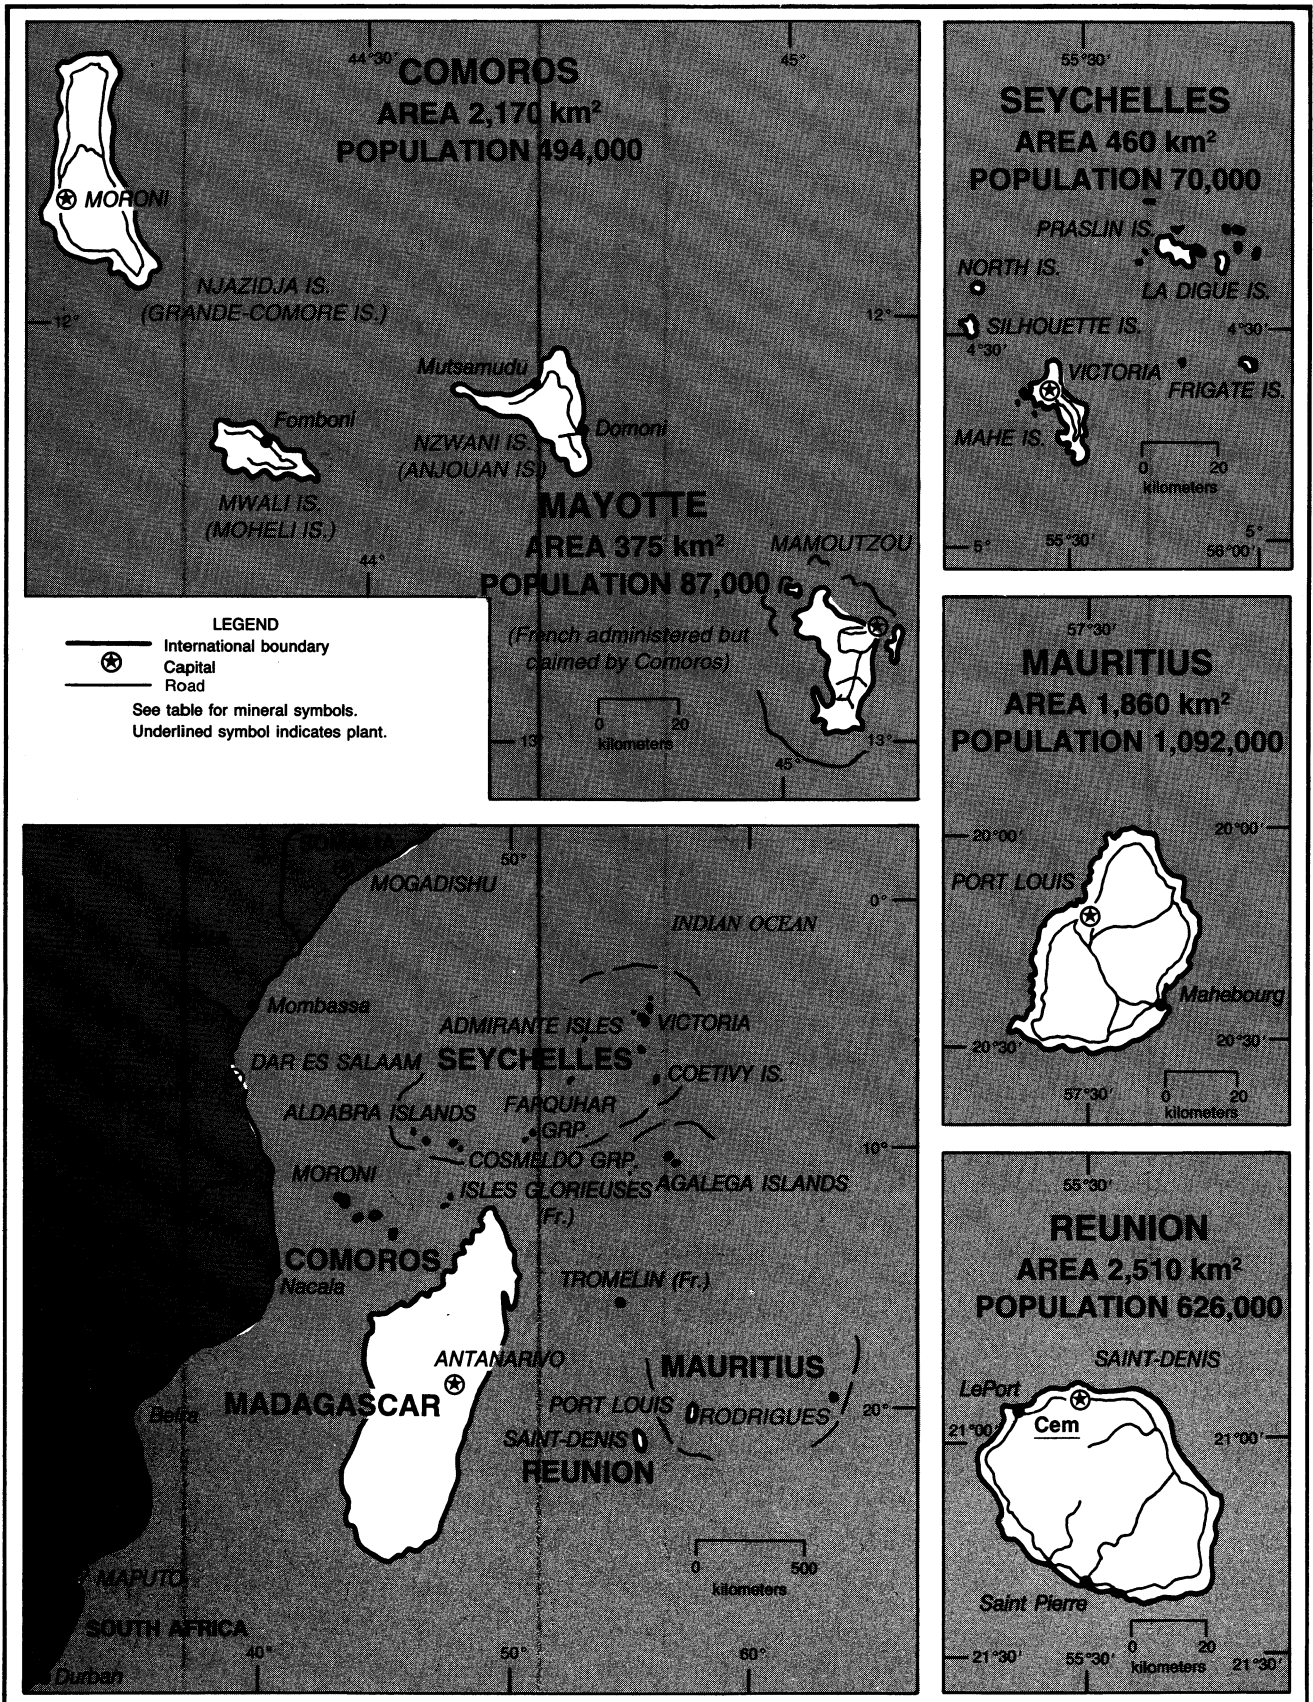 44°30′
45°
COMOROS
AREA 2,170 km²
POPULATION 494,000
MORONI
NJAZIDJA IS.
(GRANDE-COMORE IS.)
12°
12°
Mutsamudu
Fomboni
Domoni
NZWANI IS.
(ANJOUAN IS.)
MWALI IS.
(MOHELI IS.)
44°
MAYOTTE
AREA 375 km²
POPULATION 87,000
MAMOUTZOU
(French administered but
claimed by Comoros)
0 20
kilometers
13°
13°
45°
LEGEND
International boundary
Capital
Road
See table for mineral symbols.
Underlined symbol indicates plant.
55°30′
SEYCHELLES
AREA 460 km²
POPULATION 70,000
PRASLIN IS.
NORTH IS.
LA DIGUE IS.
SILHOUETTE IS.
4°30′
4°30′
VICTORIA
FRIGATE IS.
MAHE IS.
0 20
kilometers
5°
5°
55°30′
56°00′
57°30′
MAURITIUS
AREA 1,860 km²
POPULATION 1,092,000
20°00′
20°00′
PORT LOUIS
Mahebourg
20°30′
20°30′
57°30′
0 20
kilometers
50°
SOMALIA
MOGADISHU
0°
INDIAN OCEAN
Mombassa
ADMIRANTE ISLES
VICTORIA
DAR ES SALAAM
SEYCHELLES
COETIVY IS.
ALDABRA ISLANDS
FARQUHAR
GRP.
10°
COSMELDO GRP.
MORONI
ISLES GLORIEUSES
(Fr.)
AGALEGA ISLANDS
COMOROS
Nacala
TROMELIN (Fr.)
ANTANARIVO
MAURITIUS
MADAGASCAR
Beira
PORT LOUIS
RODRIGUES
20°
SAINT-DENIS
REUNION
0 500
kilometers
MAPUTO
SOUTH AFRICA
Durban
40°
50°
60°
55°30′
REUNION
AREA 2,510 km²
POPULATION 626,000
SAINT-DENIS
LePort
Cem
21°00′
21°00′
Saint Pierre
0 20
kilometers
21°30′
55°30′
21°30′